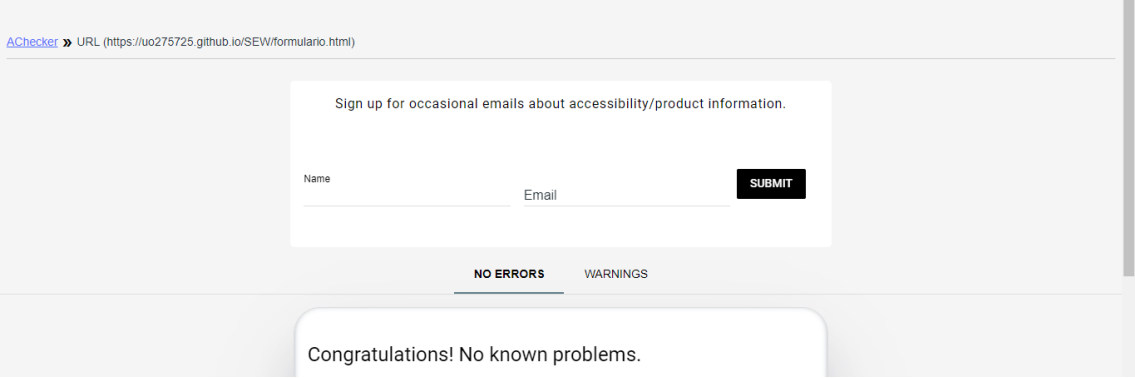 AChecker » URL (https://uo275725.github.io/SEW/formulario.html)
Sign up for occasional emails about accessibility/product information.
Name
Email
SUBMIT
NO ERRORS WARNINGS
Congratulations! No known problems.